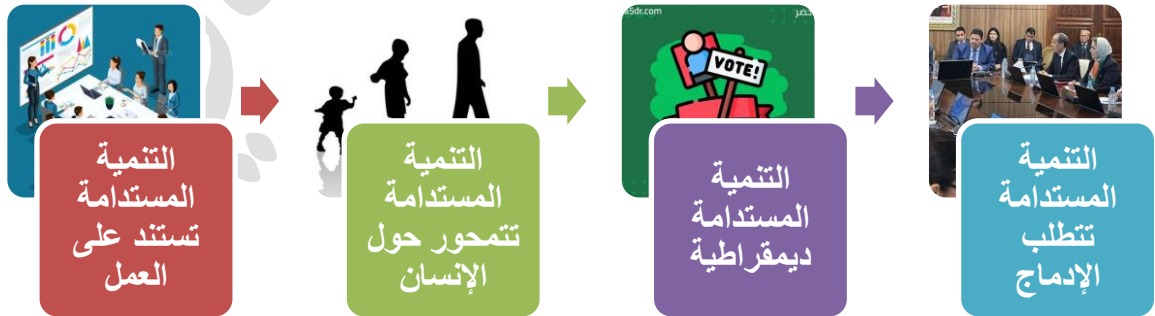 التنمية
المستدامة
تستند على
العمل
التنمية
المستدامة
تتمحور حول
الإنسان
VOTE!
التنمية
المستدامة
ديمقراطية
التنمية
المستدامة
تتطلب
الإدماج